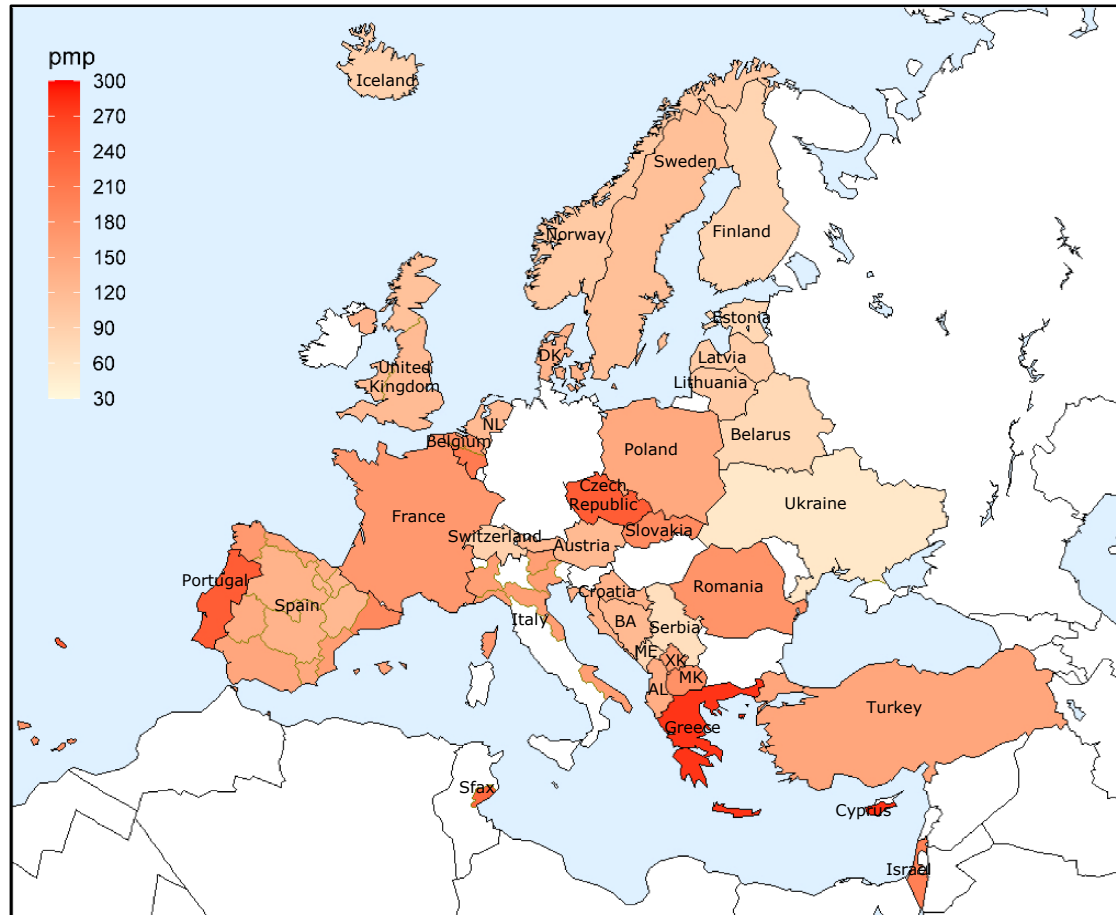 pmp
300
270
240
210
180
150
120
90
60
30
Iceland
Sweden
Norway
Finland
Estonia
Latvia
Lithuania
DK
United
Kingdom
NL
Belgium
Belarus
Poland
Ukraine
Czech
Republic
Slovakia
France
Switzerland
Austria
Romania
Portugal
Spain
Croatia
Italy
BA
Serbia
ME
XK
MK
AL
Greece
Turkey
Sfax
Cyprus
Israel